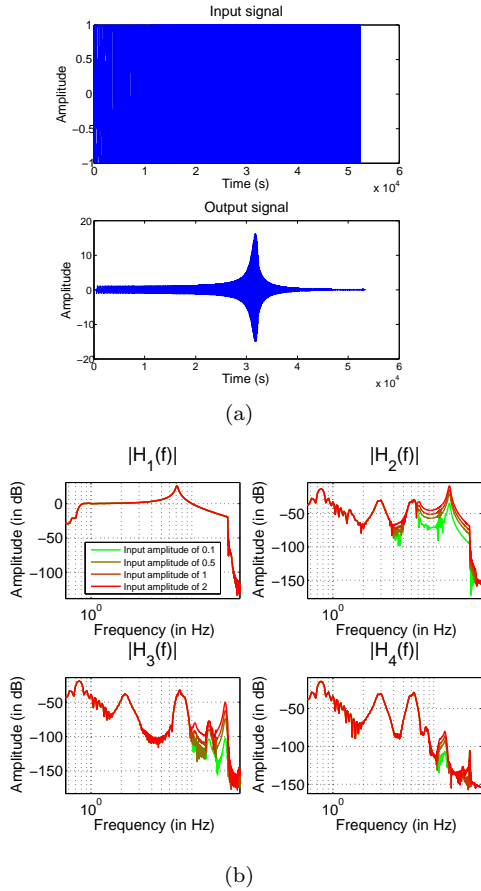 Input signal
Amplitude
1
0.5
0
−0.5
−1
0 1 2 3 4 5 6
x 10^4
Time (s)
Output signal
Amplitude
20
10
0
−10
−20
0 1 2 3 4 5 6
x 10^4
Time (s)
(a)
|H_1(f)|
Amplitude (in dB)
0
−50
−100
Input amplitude of 0.1
Input amplitude of 0.5
Input amplitude of 1
Input amplitude of 2
10^0
Frequency (in Hz)
|H_2(f)|
Amplitude (in dB)
0
−50
−100
−150
10^0
Frequency (in Hz)
|H_3(f)|
Amplitude (in dB)
−50
−100
−150
10^0
Frequency (in Hz)
|H_4(f)|
Amplitude (in dB)
−50
−100
−150
10^0
Frequency (in Hz)
(b)